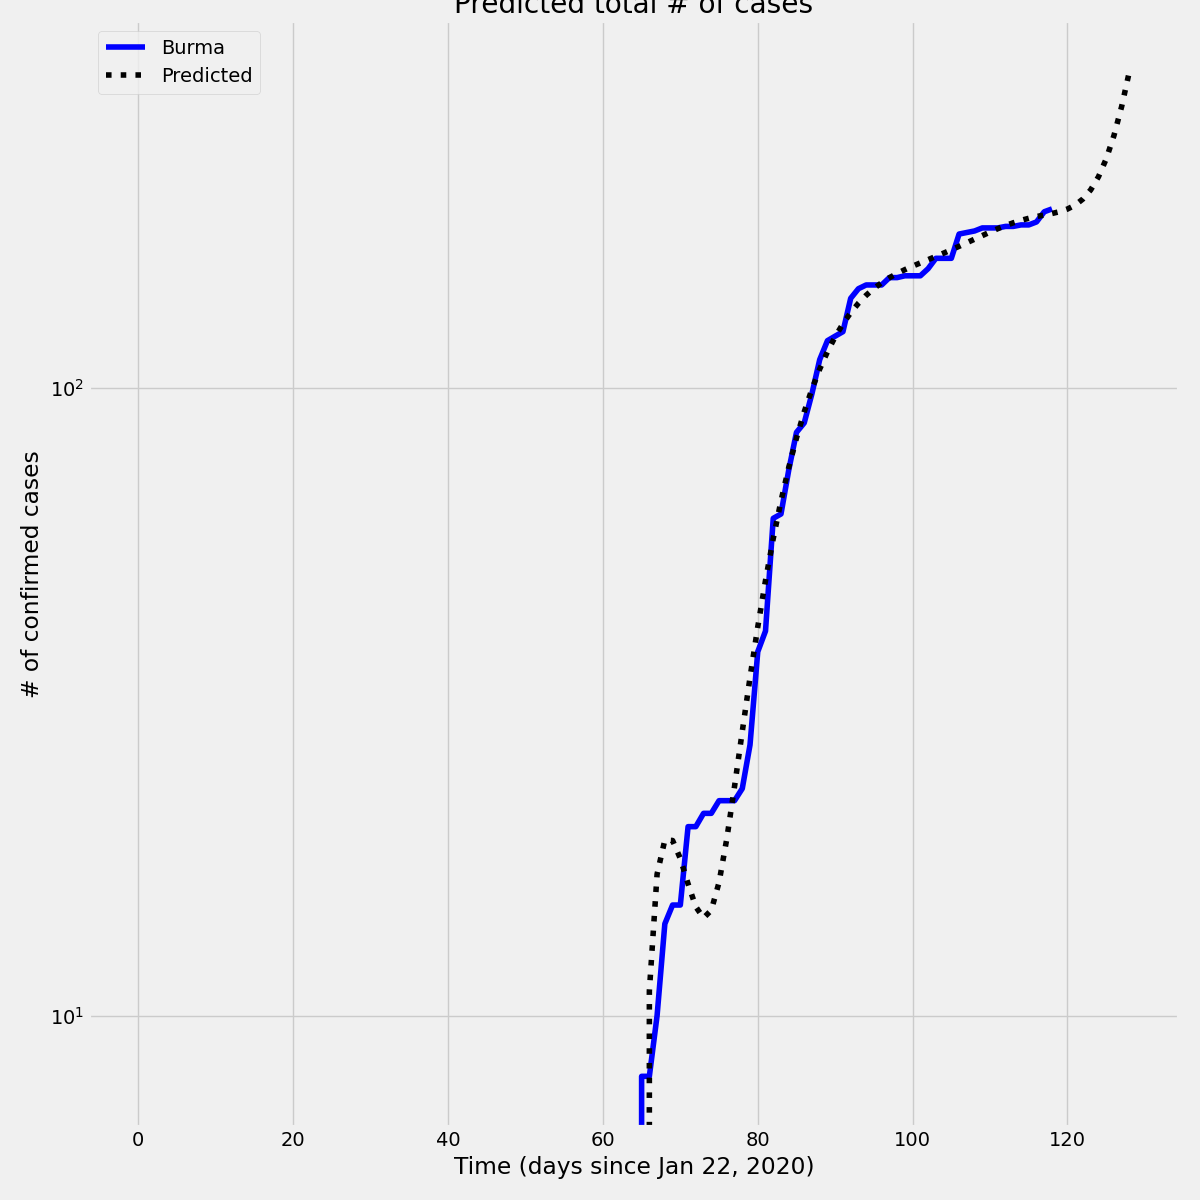 Predicted total # of cases
Burma
Predicted
# of confirmed cases
10²
10¹
0 20 40 60 80 100 120
Time (days since Jan 22, 2020)